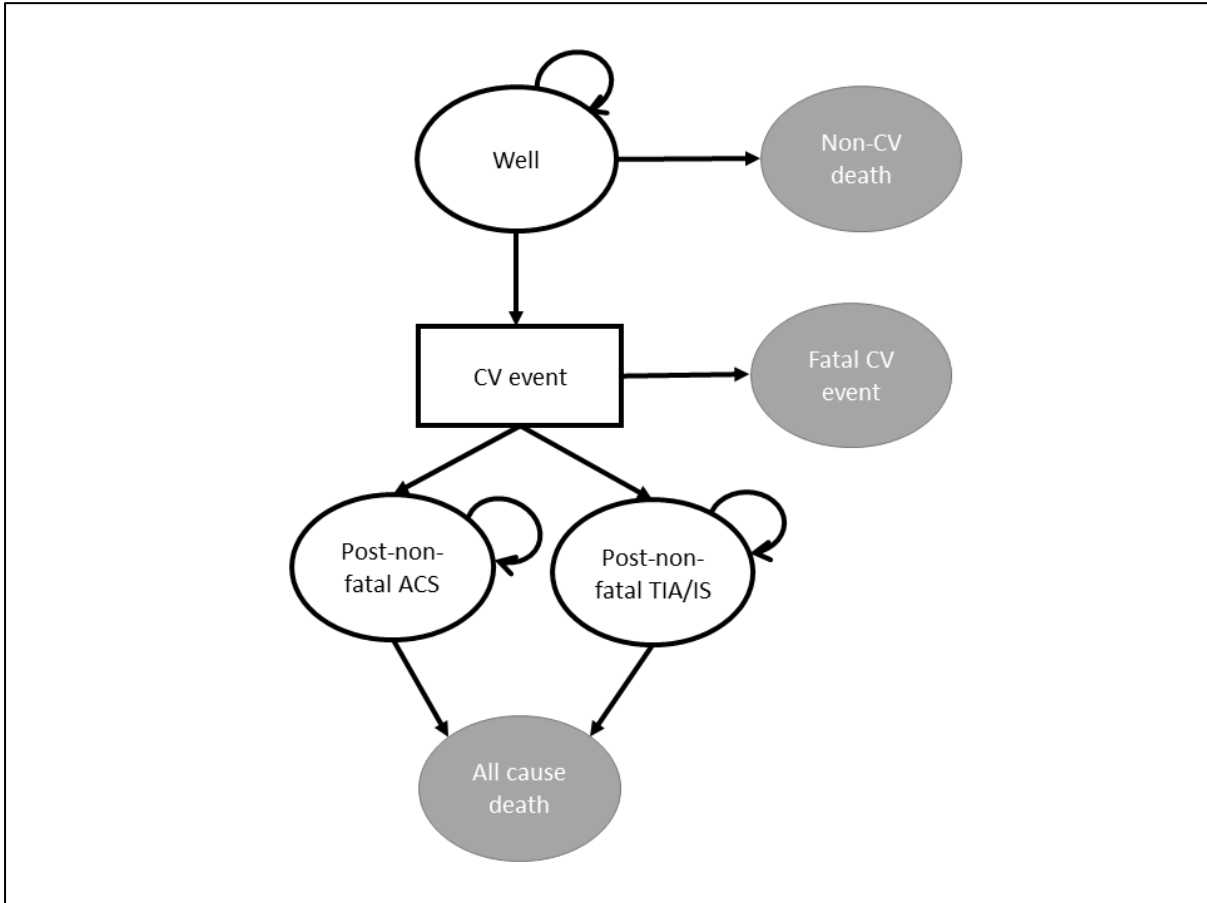 Well
Non-CV
death
CV event
Fatal CV
event
Post-non-
fatal ACS
Post-non-
fatal TIA/IS
All cause
death